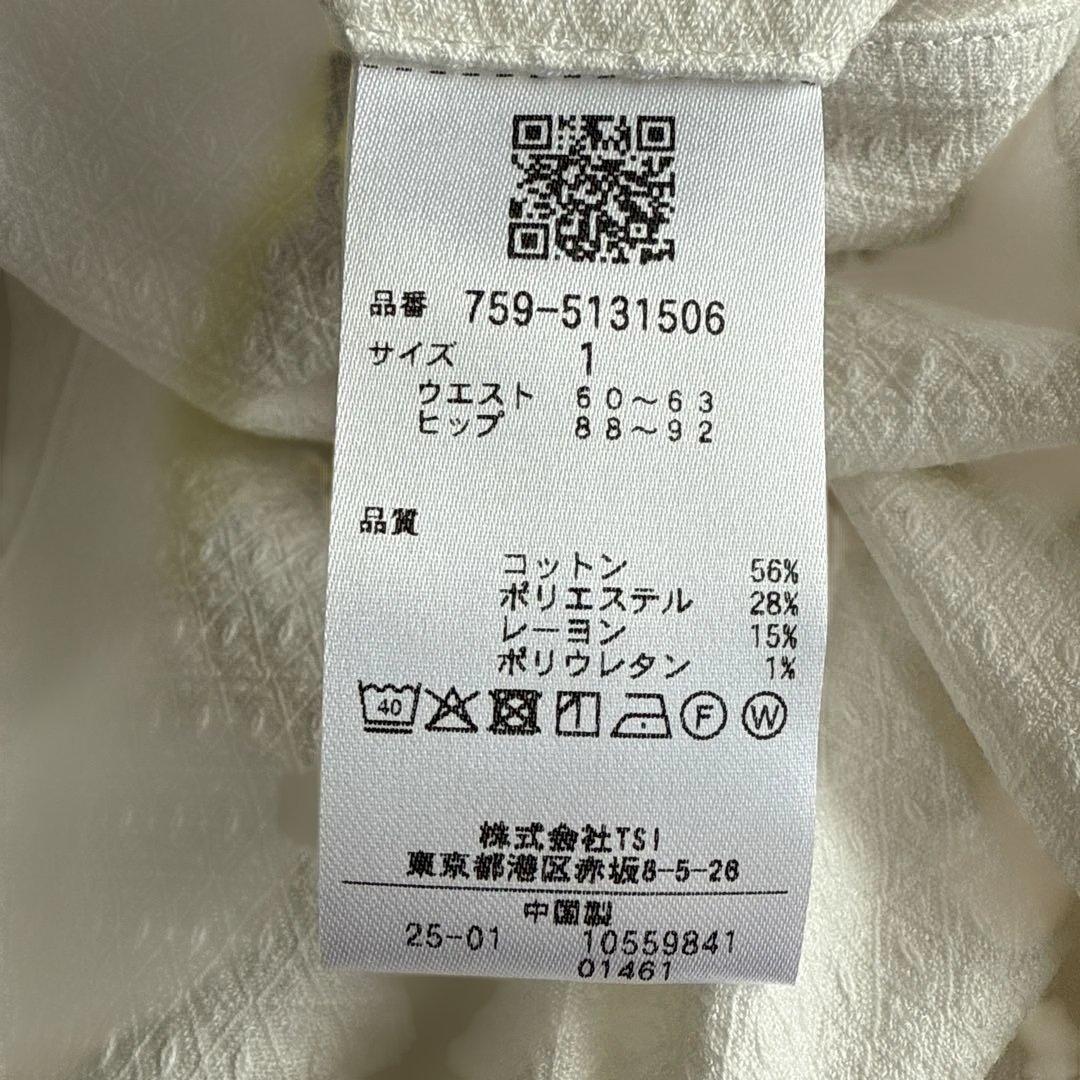 品番 759-5131506
サイズ 1
ウエスト 60～63
ヒップ 88～92
品質
コットン 56%
ポリエステル 28%
レーヨン 15%
ポリウレタン 1%
40 F W
株式会社TSI
東京都港区赤坂8-5-26
中国製
25-01 10559841
01461